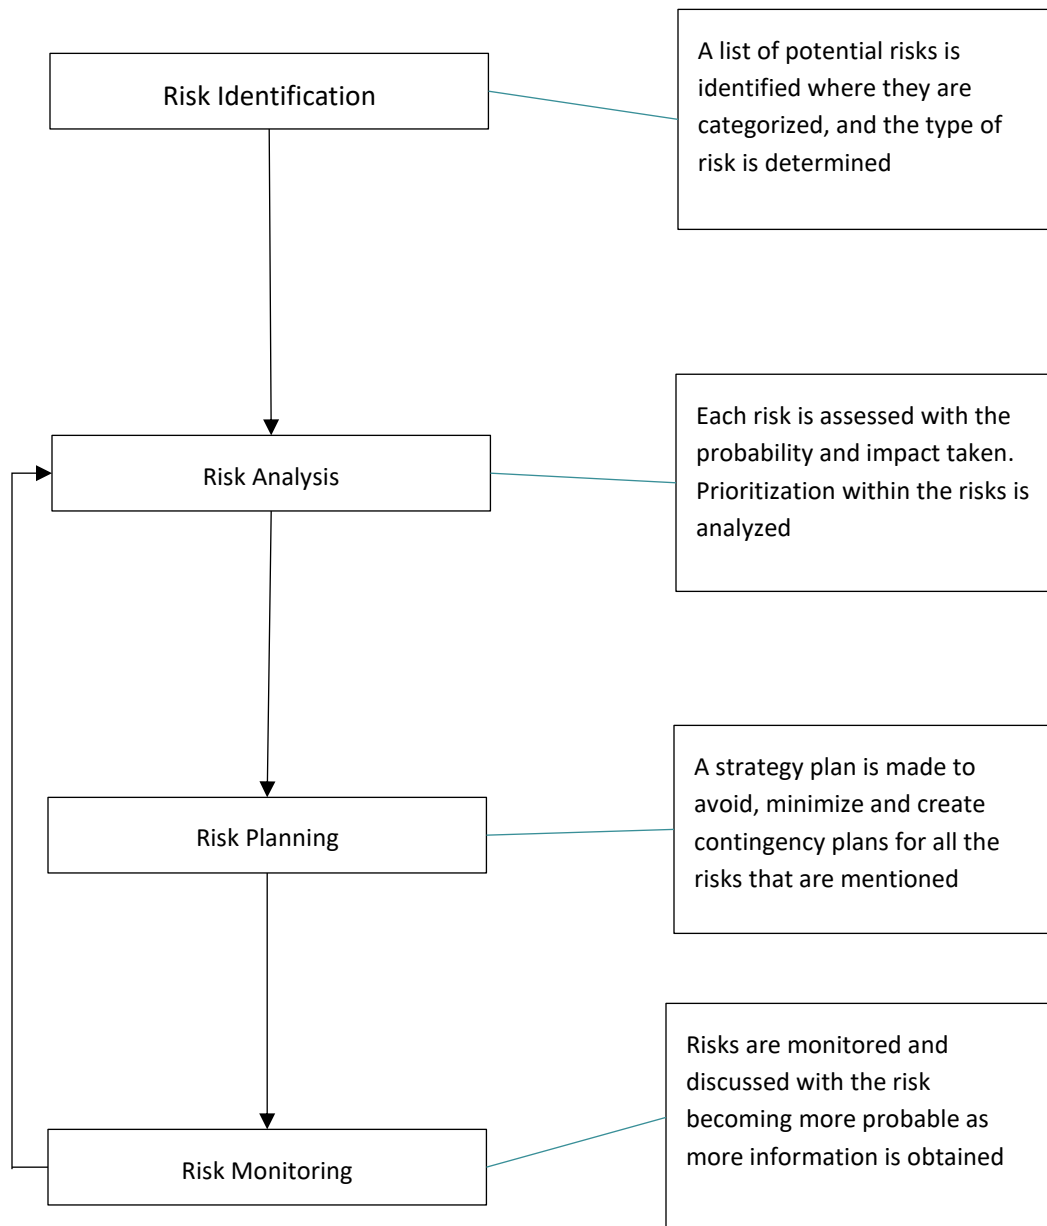 Risk Identification
A list of potential risks is
identified where they are
categorized, and the type of
risk is determined
Risk Analysis
Each risk is assessed with the
probability and impact taken.
Prioritization within the risks is
analyzed
Risk Planning
A strategy plan is made to
avoid, minimize and create
contingency plans for all the
risks that are mentioned
Risk Monitoring
Risks are monitored and
discussed with the risk
becoming more probable as
more information is obtained